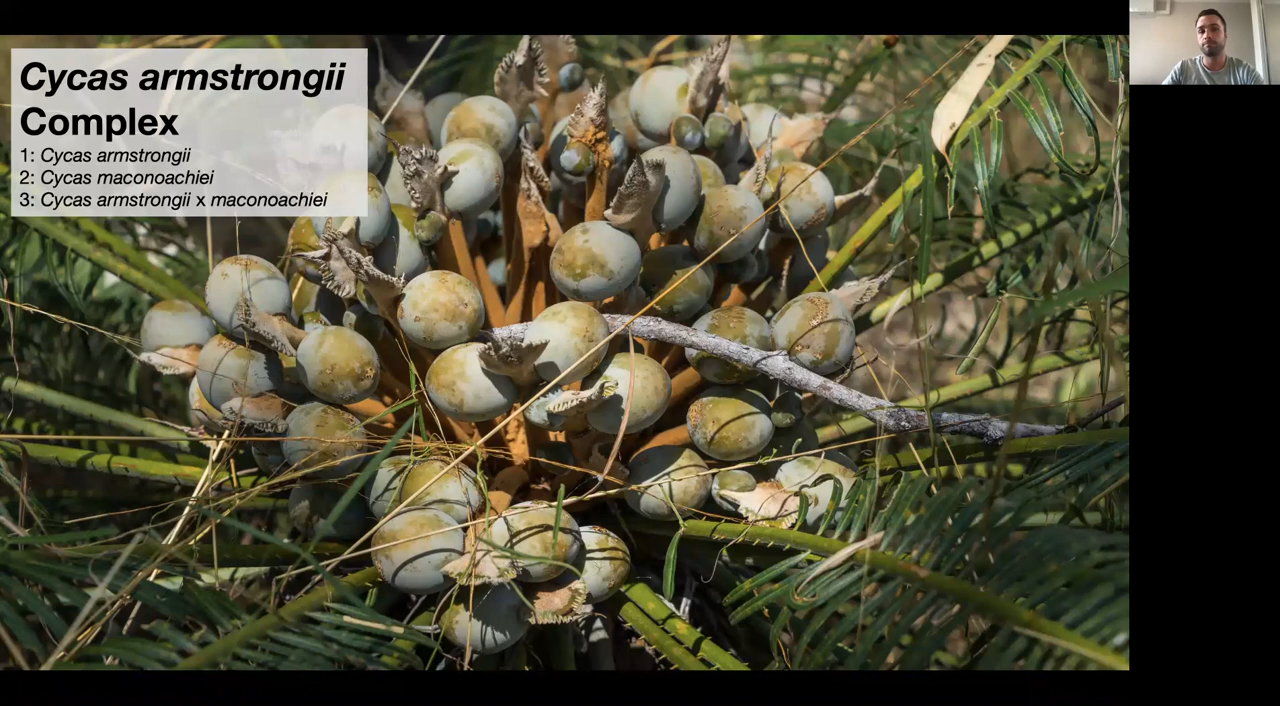 Cycas armstrongii
Complex
1: Cycas armstrongii
2: Cycas maconoachiei
3: Cycas armstrongii x maconoachiei